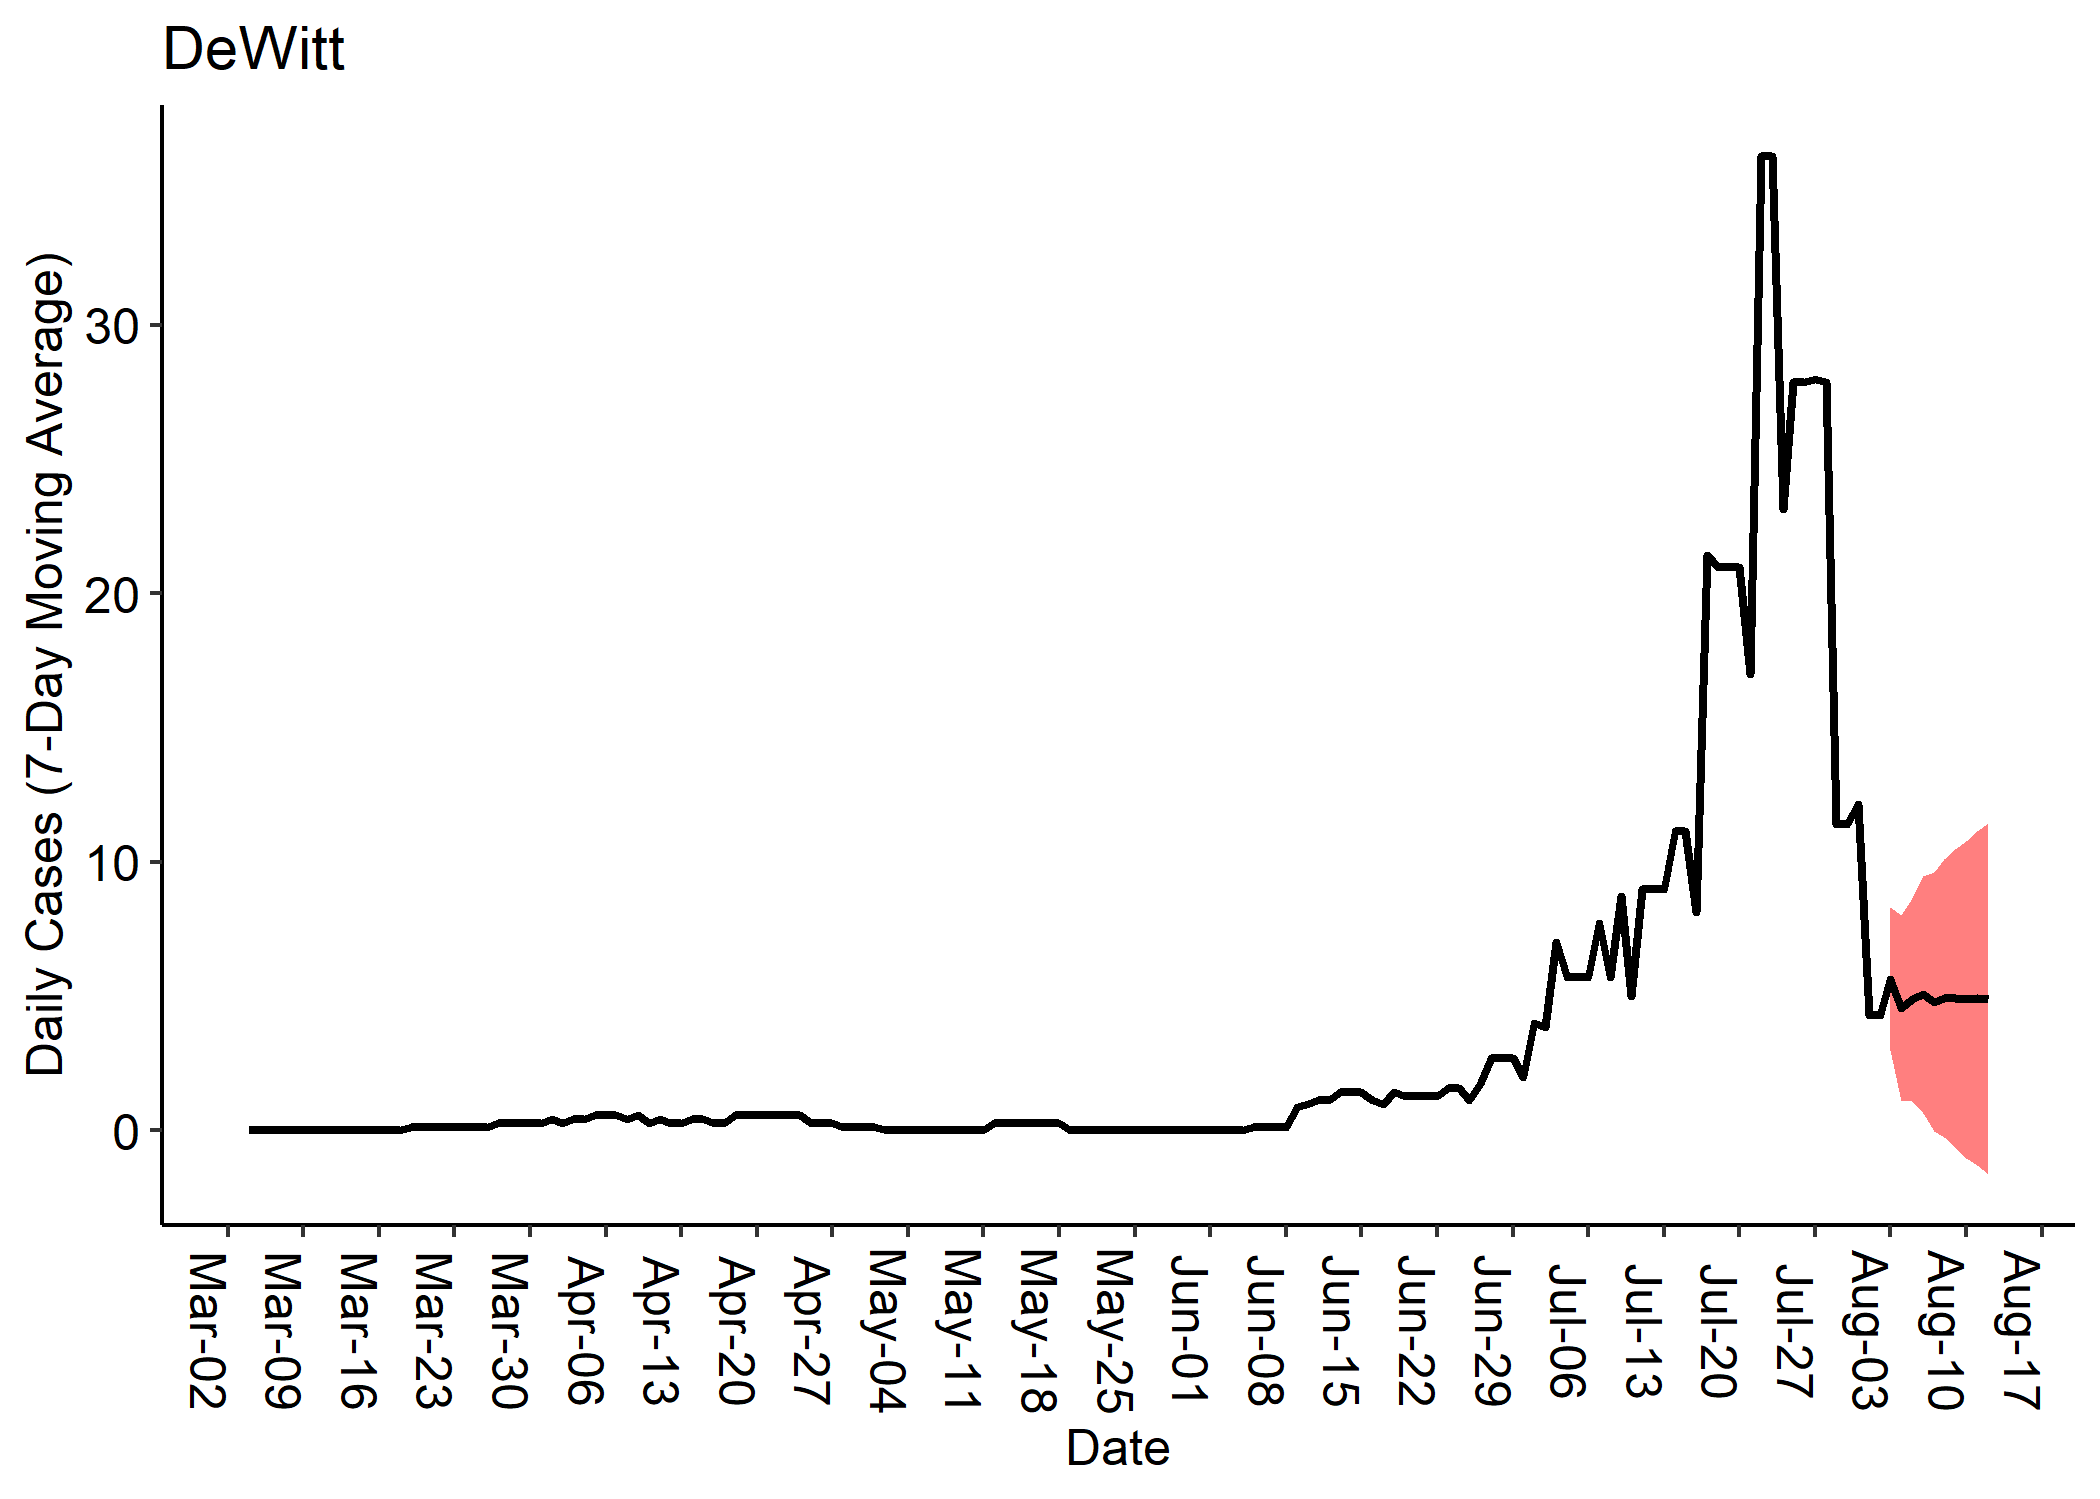 DeWitt
Daily Cases (7-Day Moving Average)
30
20
10
0
Mar-02
Mar-09
Mar-16
Mar-23
Mar-30
Apr-06
Apr-13
Apr-20
Apr-27
May-04
May-11
May-18
May-25
Jun-01
Jun-08
Jun-15
Jun-22
Jun-29
Jul-06
Jul-13
Jul-20
Jul-27
Aug-03
Aug-10
Aug-17
Date